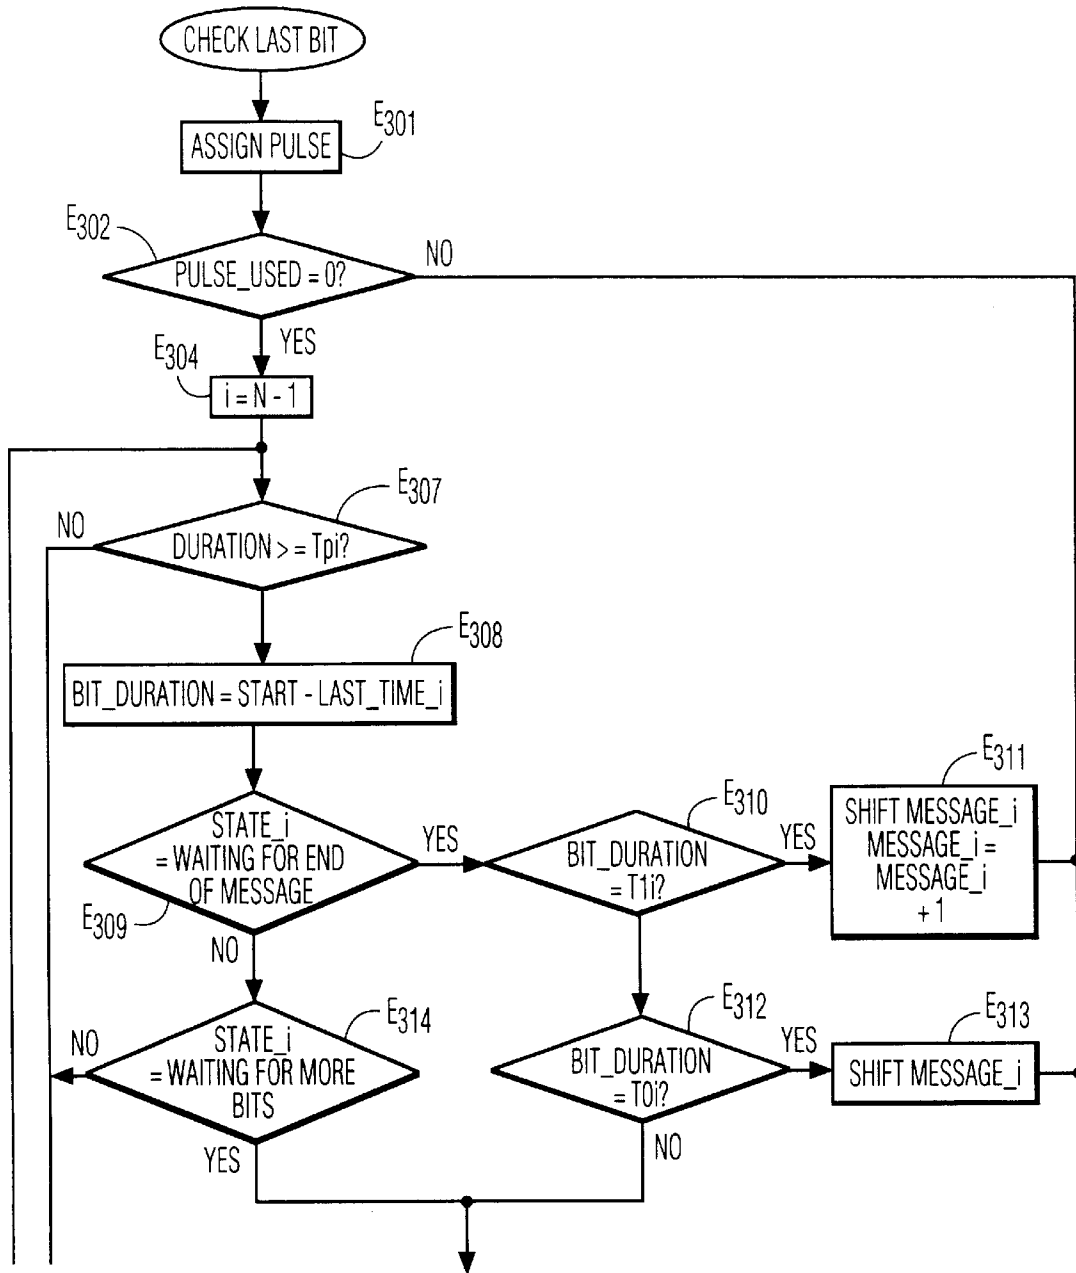 CHECK LAST BIT
E301
ASSIGN PULSE
E302
NO
PULSE_USED = 0?
YES
E304
i = N - 1
E307
NO
DURATION > = Tpi?
E308
BIT_DURATION = START - LAST_TIME_i
E311
E310
STATE_i
= WAITING FOR END
OF MESSAGE
YES
BIT_DURATION
= T1i?
YES
SHIFT MESSAGE_i
MESSAGE_i =
MESSAGE_i
+ 1
E309
NO
E314
E312
E313
NO
STATE_i
= WAITING FOR MORE
BITS
BIT_DURATION
= T0i?
YES
SHIFT MESSAGE_i
YES
NO